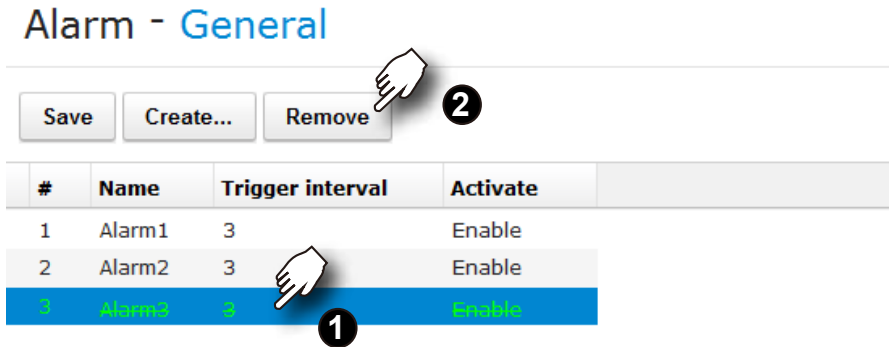 Alarm - General
Save Create... Remove 2
# Name Trigger interval Activate
1 Alarm1 3 Enable
2 Alarm2 3 Enable
3 Alarm3 3 Enable
1